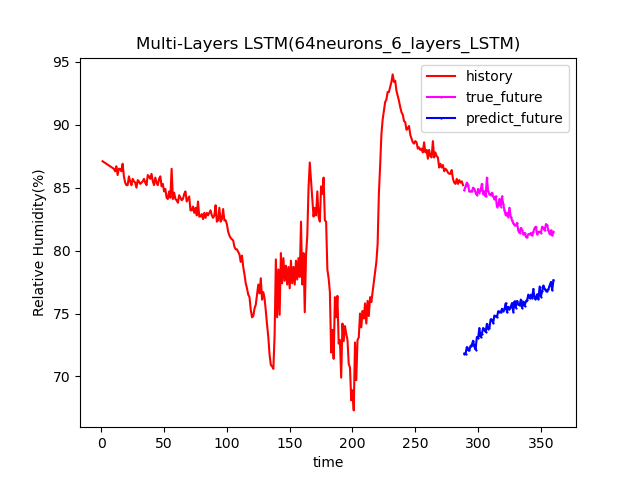 Multi-Layers LSTM(64neurons_6_layers_LSTM)
history
true_future
predict_future
Relative Humidity(%)
95
90
85
80
75
70
0
50
100
150
200
250
300
350
time